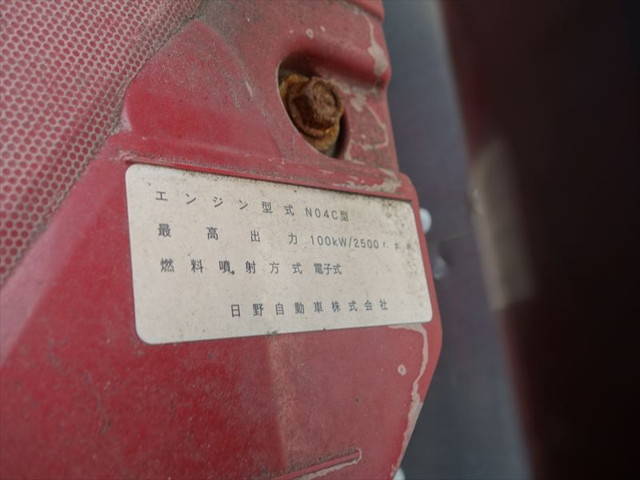 エンジン型式 N04C型
最高出力 100kW/2500r.p.m
燃料噴射方式 電子式
日野自動車株式会社